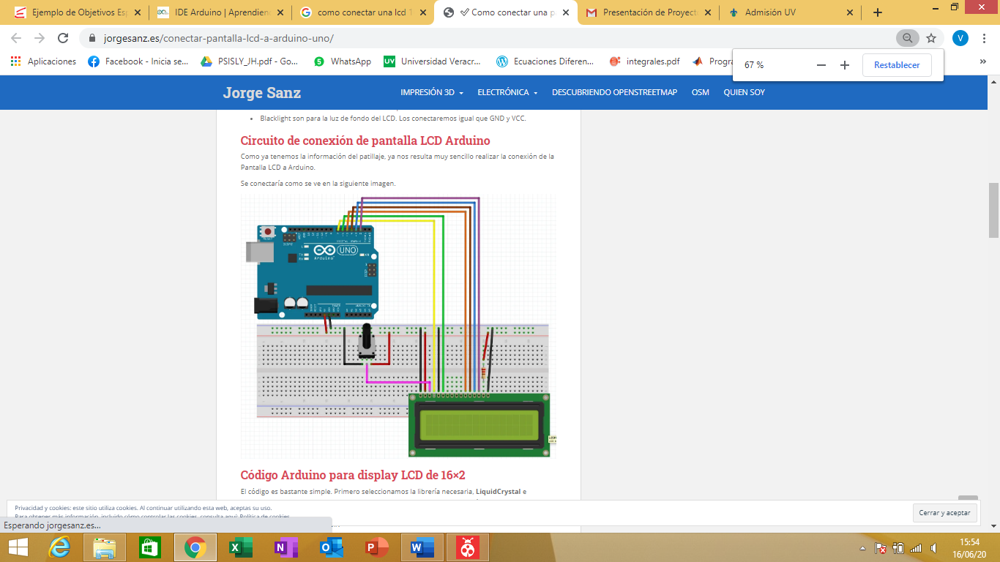 Ejemplo de Objetivos Es
IDE Arduino | Aprendien
como conectar una lcd 1
✓ Como conectar una p
Presentación de Proyect
Admisión UV
jorgesanz.es/conectar-pantalla-lcd-a-arduino-uno/
V
Aplicaciones
Facebook - Inicia se...
PSISLY_JH.pdf - Go...
WhatsApp
UV Universidad Veracr...
Ecuaciones Diferen...
integrales.pdf
Progra
»
67 %
Restablecer
Jorge Sanz
IMPRESIÓN 3D
ELECTRÓNICA
DESCUBRIENDO OPENSTREETMAP
OSM
QUIEN SOY
• Blacklight son para la luz de fondo del LCD. Los conectaremos igual que GND y VCC.
Circuito de conexión de pantalla LCD Arduino
Como ya tenemos la información del patillaje, ya nos resulta muy sencillo realizar la conexión de la
Pantalla LCD a Arduino.
Se conectaría como se ve en la siguiente imagen.
UNO
Arduino
Código Arduino para display LCD de 16×2
El código es bastante simple. Primero seleccionamos la librería necesaria, LiquidCrystal e
Privacidad y cookies: este sitio utiliza cookies. Al continuar utilizando esta web, aceptas su uso.
Para obtener más información, incluido cómo controlar las cookies, consulta aquí: Política de cookies
Cerrar y aceptar
Esperando jorgesanz.es...
15:54
16/06/20